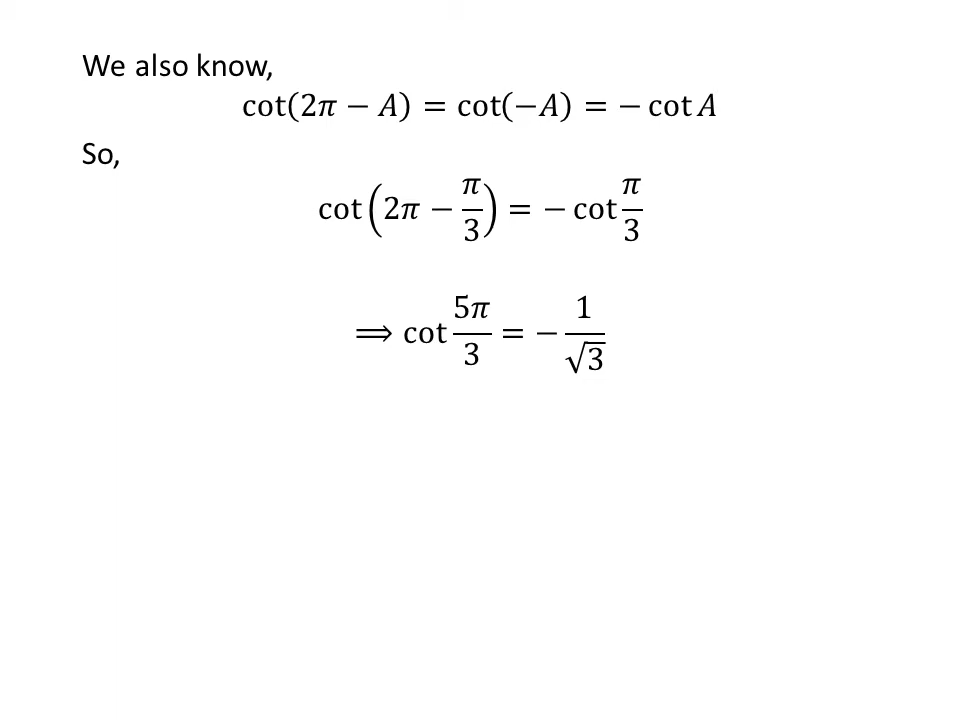 We also know,
cot(2π − A) = cot(−A) = − cot A
So,
cot(2π − π/3) = − cot π/3
⟹ cot 5π/3 = − 1/√3